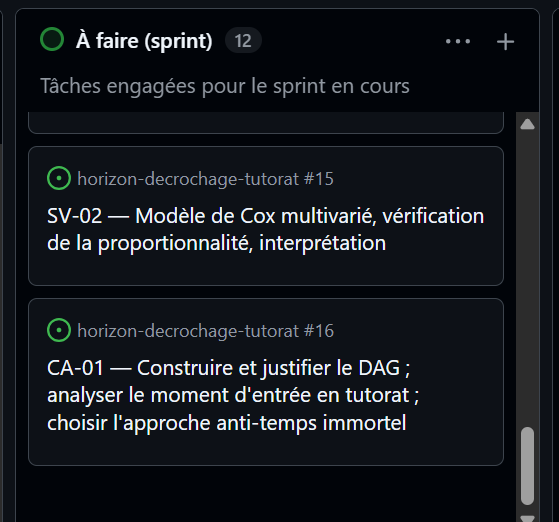 À faire (sprint) 12
Tâches engagées pour le sprint en cours
horizon-decrochage-tutorat #15
SV-02 — Modèle de Cox multivarié, vérification
de la proportionnalité, interprétation
horizon-decrochage-tutorat #16
CA-01 — Construire et justifier le DAG ;
analyser le moment d'entrée en tutorat ;
choisir l'approche anti-temps immortel